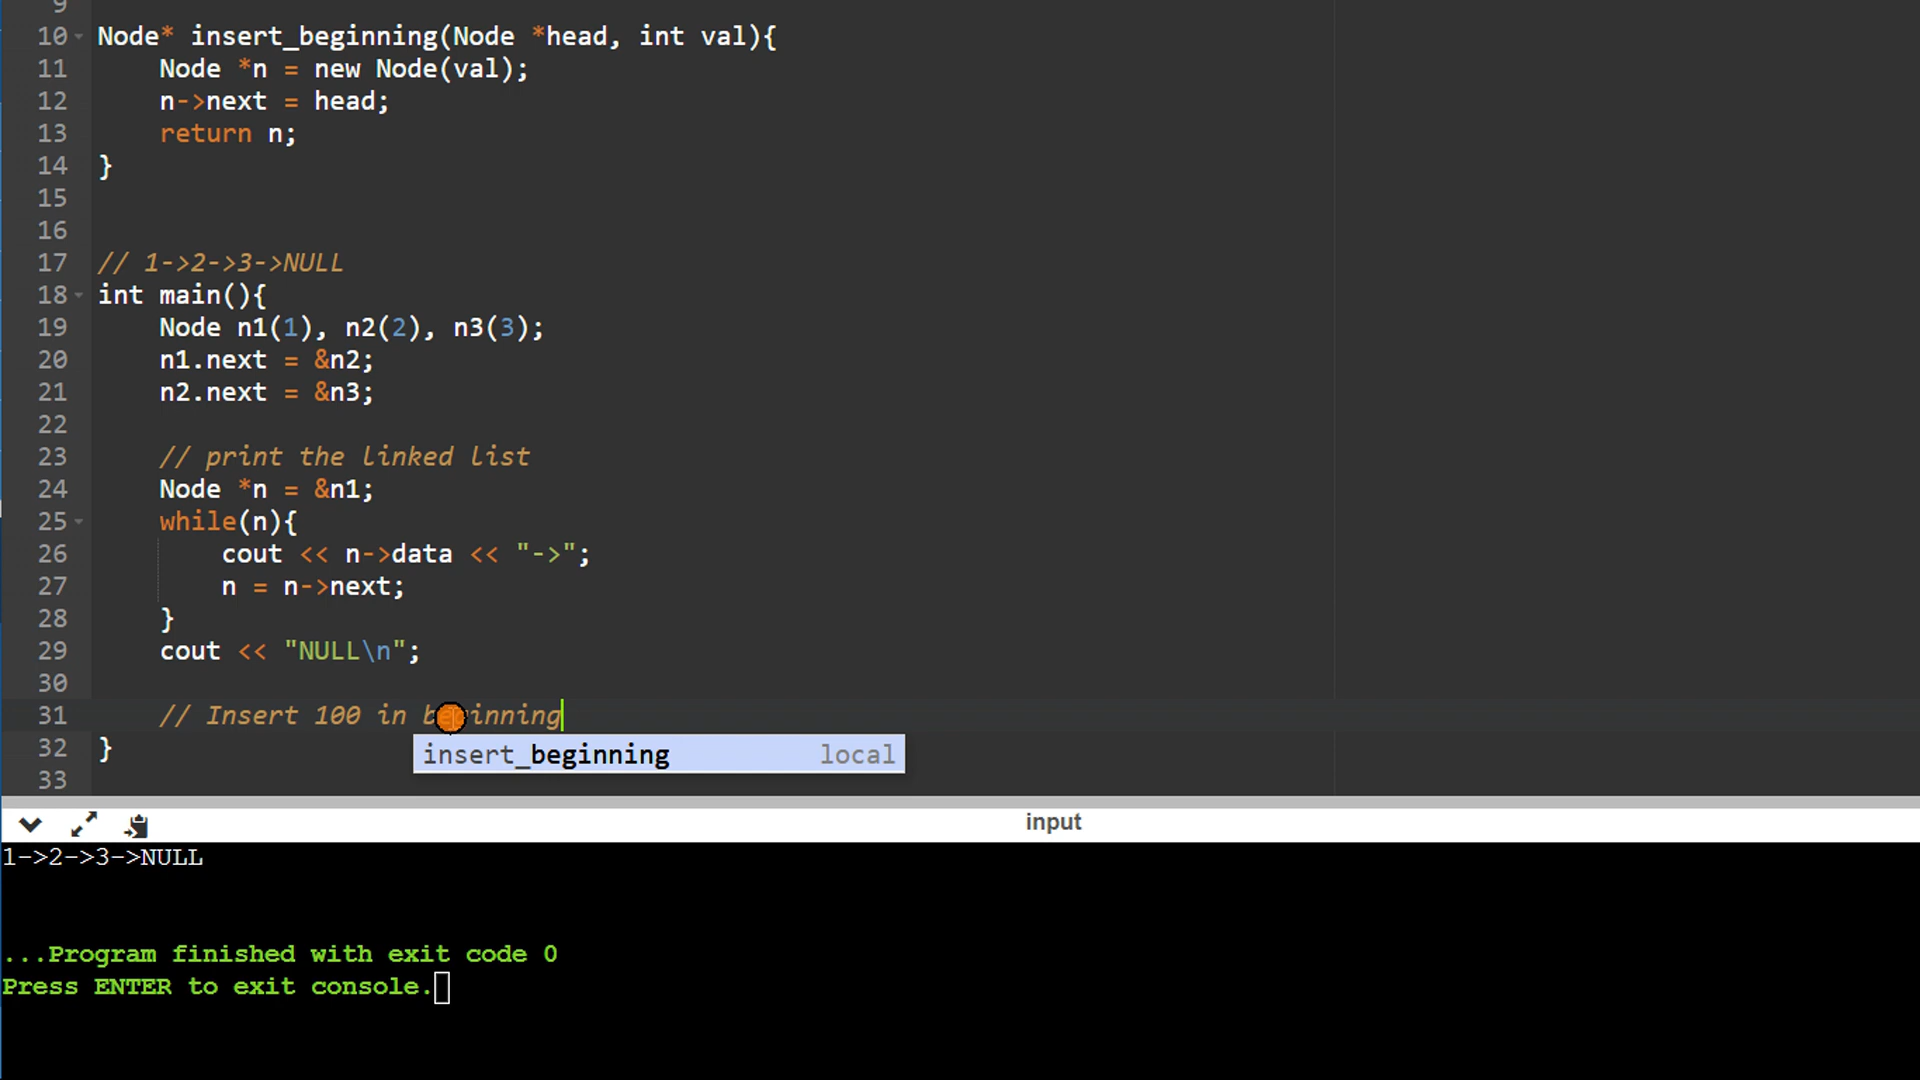 9
10 Node* insert_beginning(Node *head, int val){
11 Node *n = new Node(val);
12 n->next = head;
13 return n;
14 }
15
16
17 // 1->2->3->NULL
18 int main(){
19 Node n1(1), n2(2), n3(3);
20 n1.next = &n2;
21 n2.next = &n3;
22
23 // print the linked list
24 Node *n = &n1;
25 while(n){
26 cout << n->data << "->";
27 n = n->next;
28 }
29 cout << "NULL\n";
30
31 // Insert 100 in beginning
32 }
insert_beginning local
33
input
1->2->3->NULL
...Program finished with exit code 0
Press ENTER to exit console.